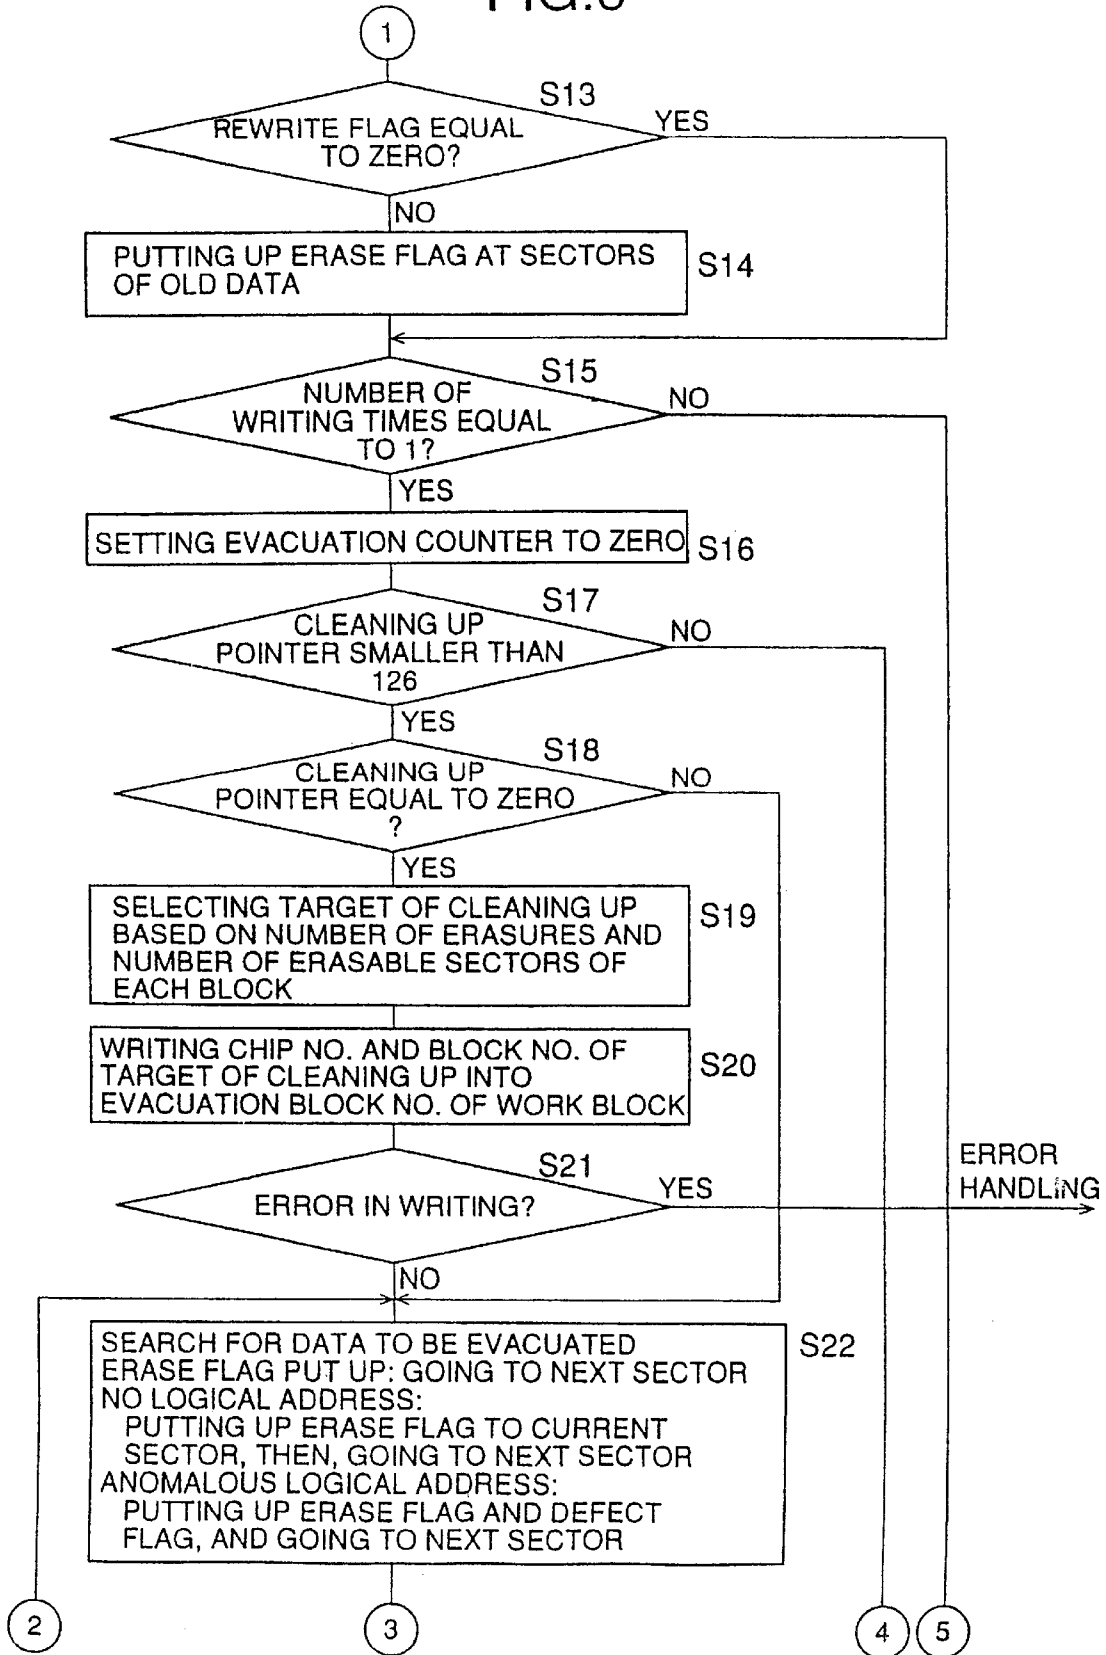 1
S13
REWRITE FLAG EQUAL
TO ZERO?
YES
NO
PUTTING UP ERASE FLAG AT SECTORS
OF OLD DATA
S14
S15
NUMBER OF
WRITING TIMES EQUAL
TO 1?
NO
YES
SETTING EVACUATION COUNTER TO ZERO
S16
S17
CLEANING UP
POINTER SMALLER THAN
126
NO
YES
S18
CLEANING UP
POINTER EQUAL TO ZERO
?
NO
YES
SELECTING TARGET OF CLEANING UP
BASED ON NUMBER OF ERASURES AND
NUMBER OF ERASABLE SECTORS OF
EACH BLOCK
S19
WRITING CHIP NO. AND BLOCK NO. OF
TARGET OF CLEANING UP INTO
EVACUATION BLOCK NO. OF WORK BLOCK
S20
S21
ERROR IN WRITING?
YES
ERROR
HANDLING
NO
SEARCH FOR DATA TO BE EVACUATED
ERASE FLAG PUT UP: GOING TO NEXT SECTOR
NO LOGICAL ADDRESS:
PUTTING UP ERASE FLAG TO CURRENT
SECTOR, THEN, GOING TO NEXT SECTOR
ANOMALOUS LOGICAL ADDRESS:
PUTTING UP ERASE FLAG AND DEFECT
FLAG, AND GOING TO NEXT SECTOR
S22
2
3
4
5